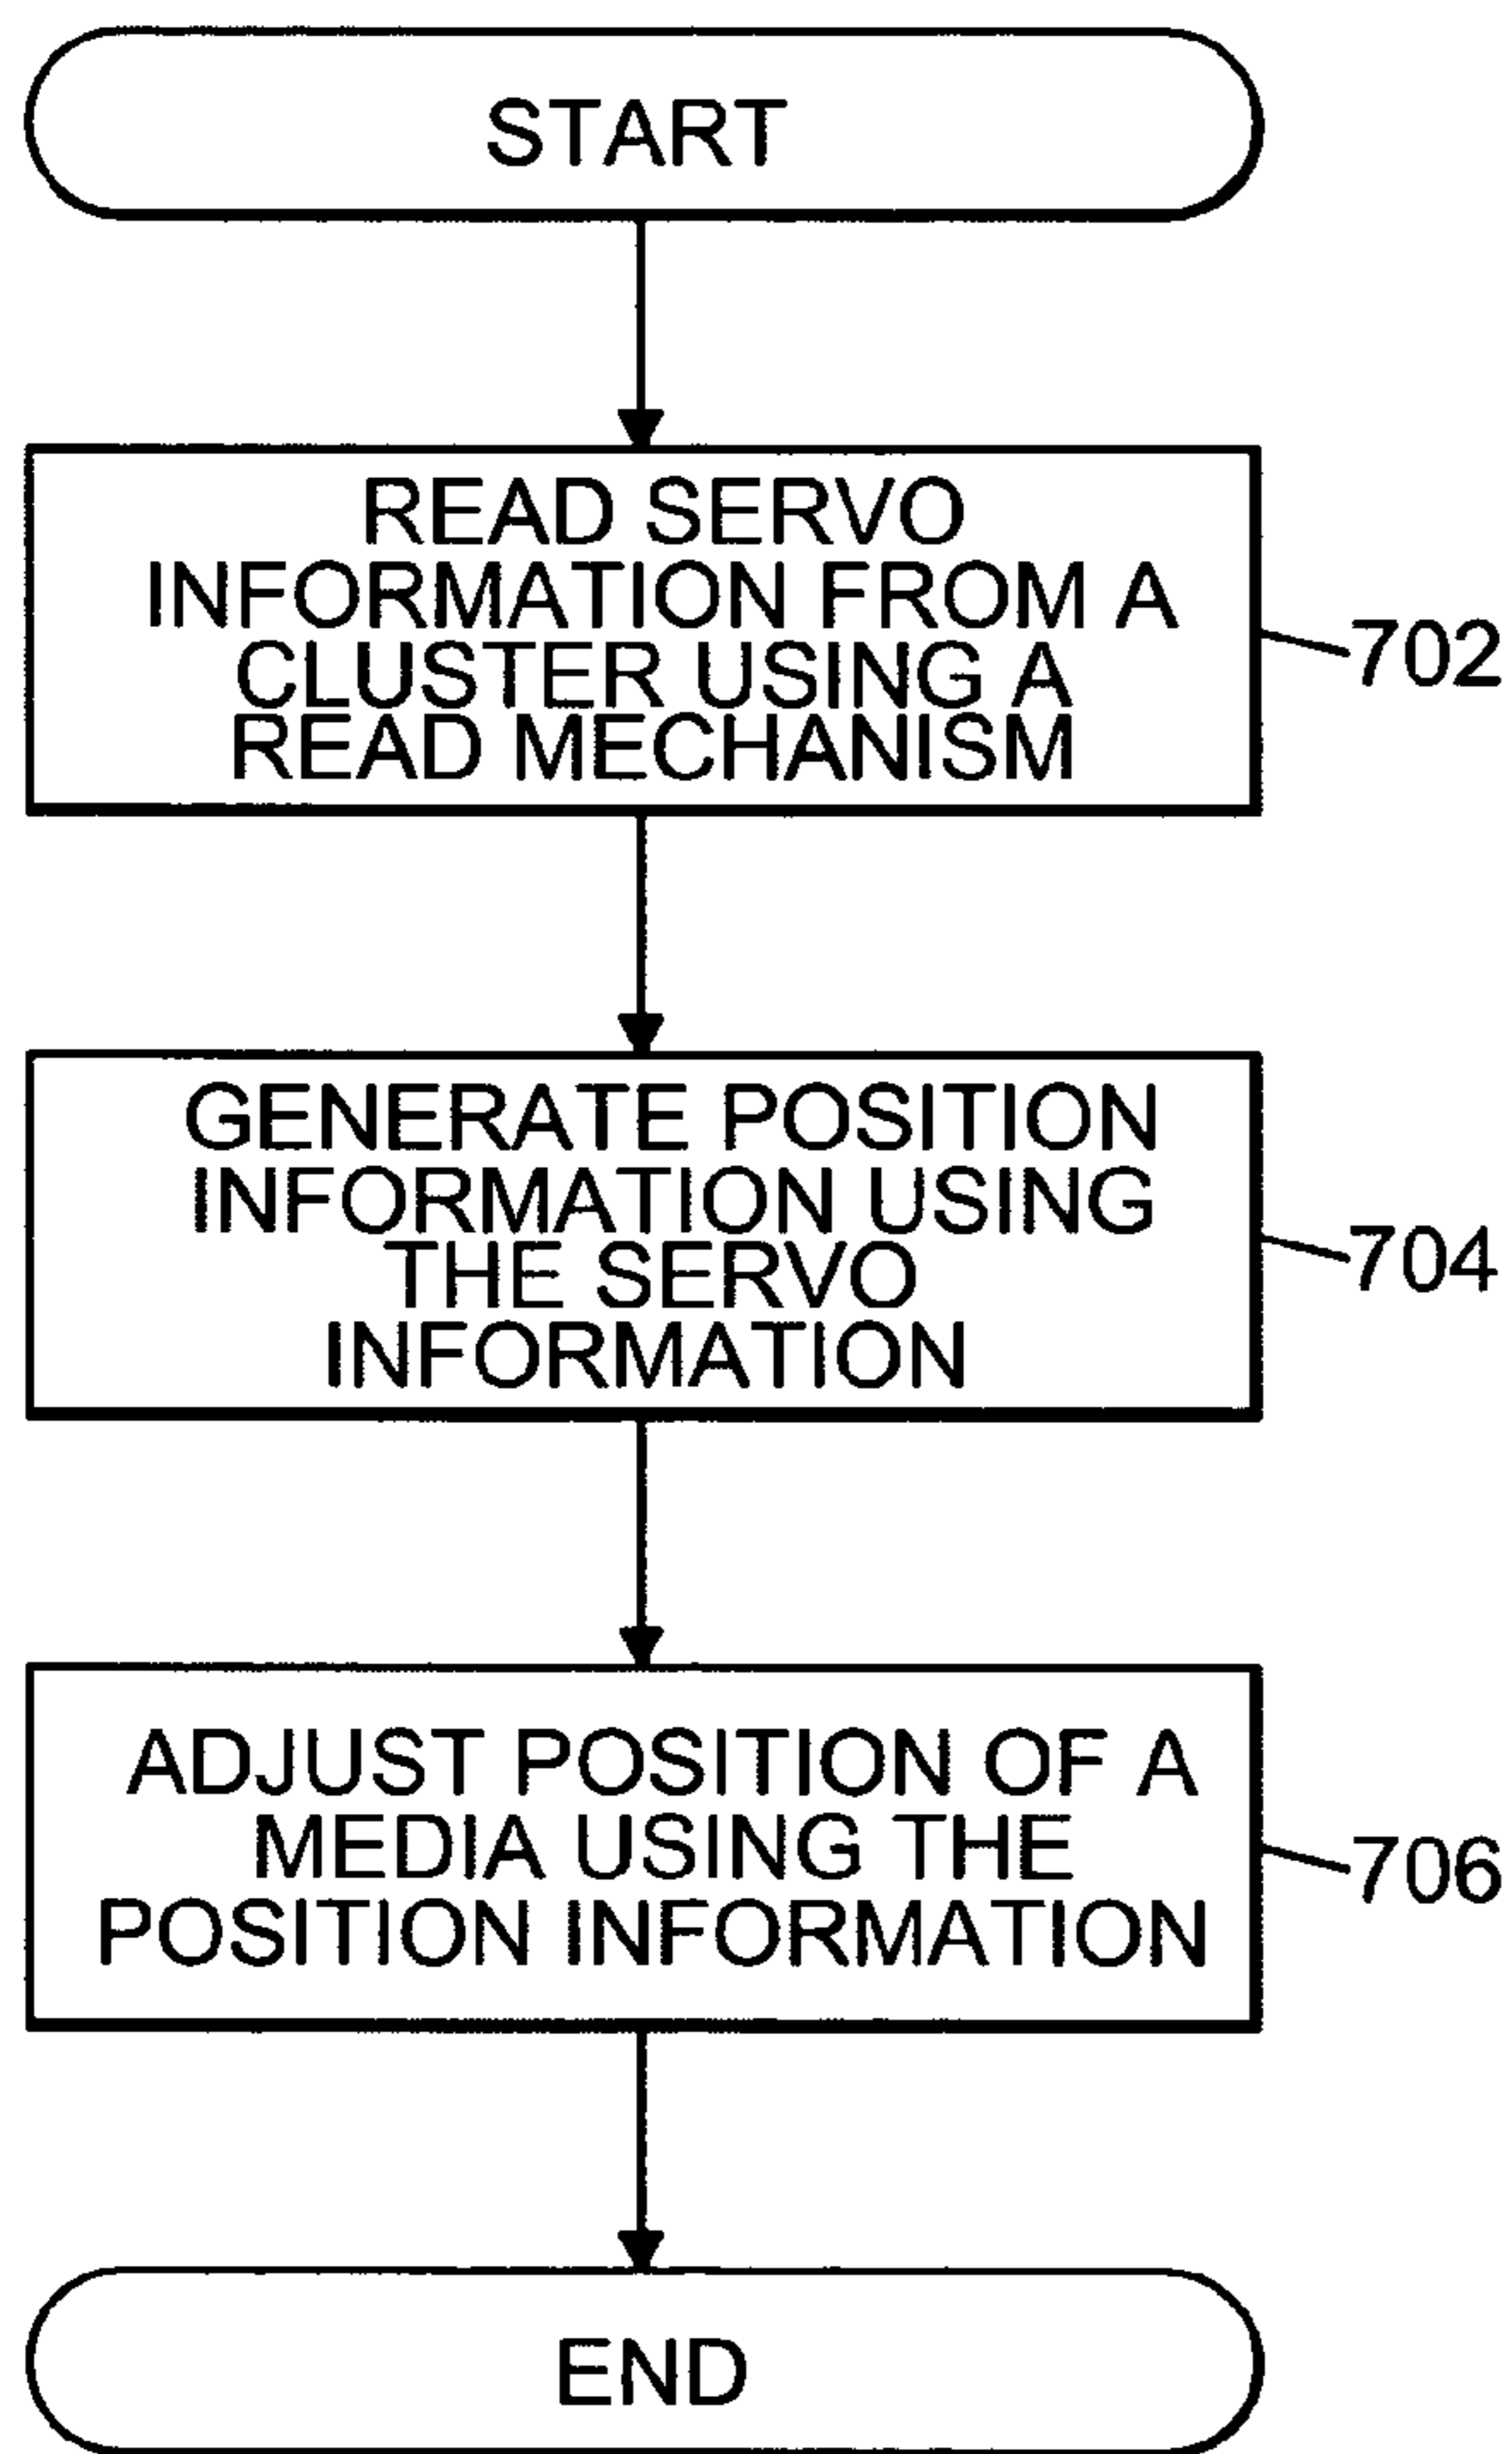 START
READ SERVO
INFORMATION FROM A
CLUSTER USING A
READ MECHANISM
702
GENERATE POSITION
INFORMATION USING
THE SERVO
INFORMATION
704
ADJUST POSITION OF A
MEDIA USING THE
POSITION INFORMATION
706
END